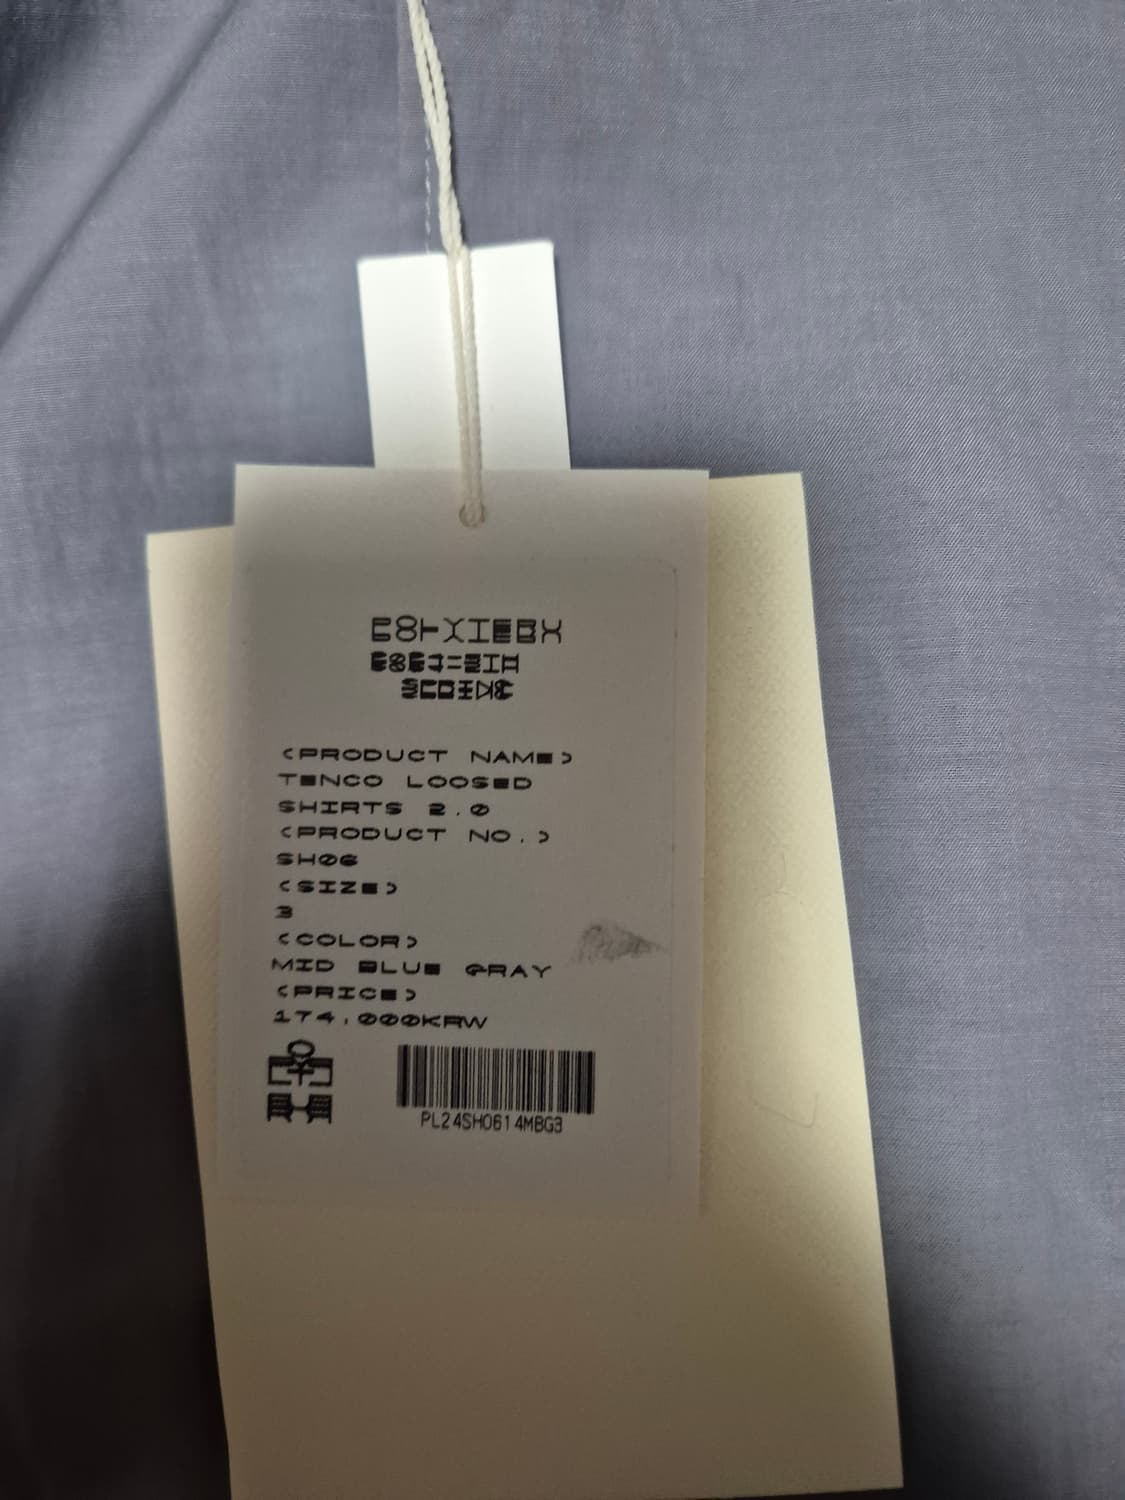 <PRODUCT NAME>
TENCO LOOSED
SHIRTS 2.0
<PRODUCT NO.>
SH06
<SIZE>
3
<COLOR>
MID BLUE GRAY
<PRICE>
174,000KRW
PL24SH0614MBG3